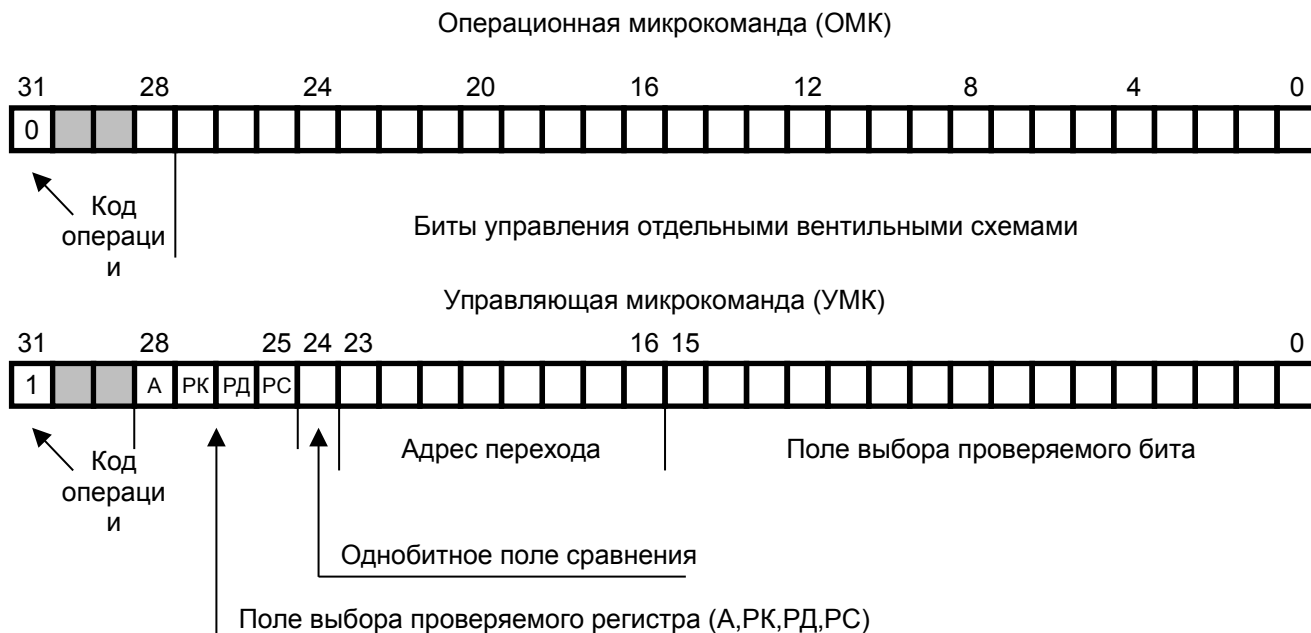 Операционная микрокоманда (ОМК)
31 28 24 20 16 12 8 4 0
0
Код
операци
и
Биты управления отдельными вентильными схемами
Управляющая микрокоманда (УМК)
31 28 25 24 23 16 15 0
1 А РК РД РС
Код
операци
и
Адрес перехода
Поле выбора проверяемого бита
Однобитное поле сравнения
Поле выбора проверяемого регистра (А,РК,РД,РС)